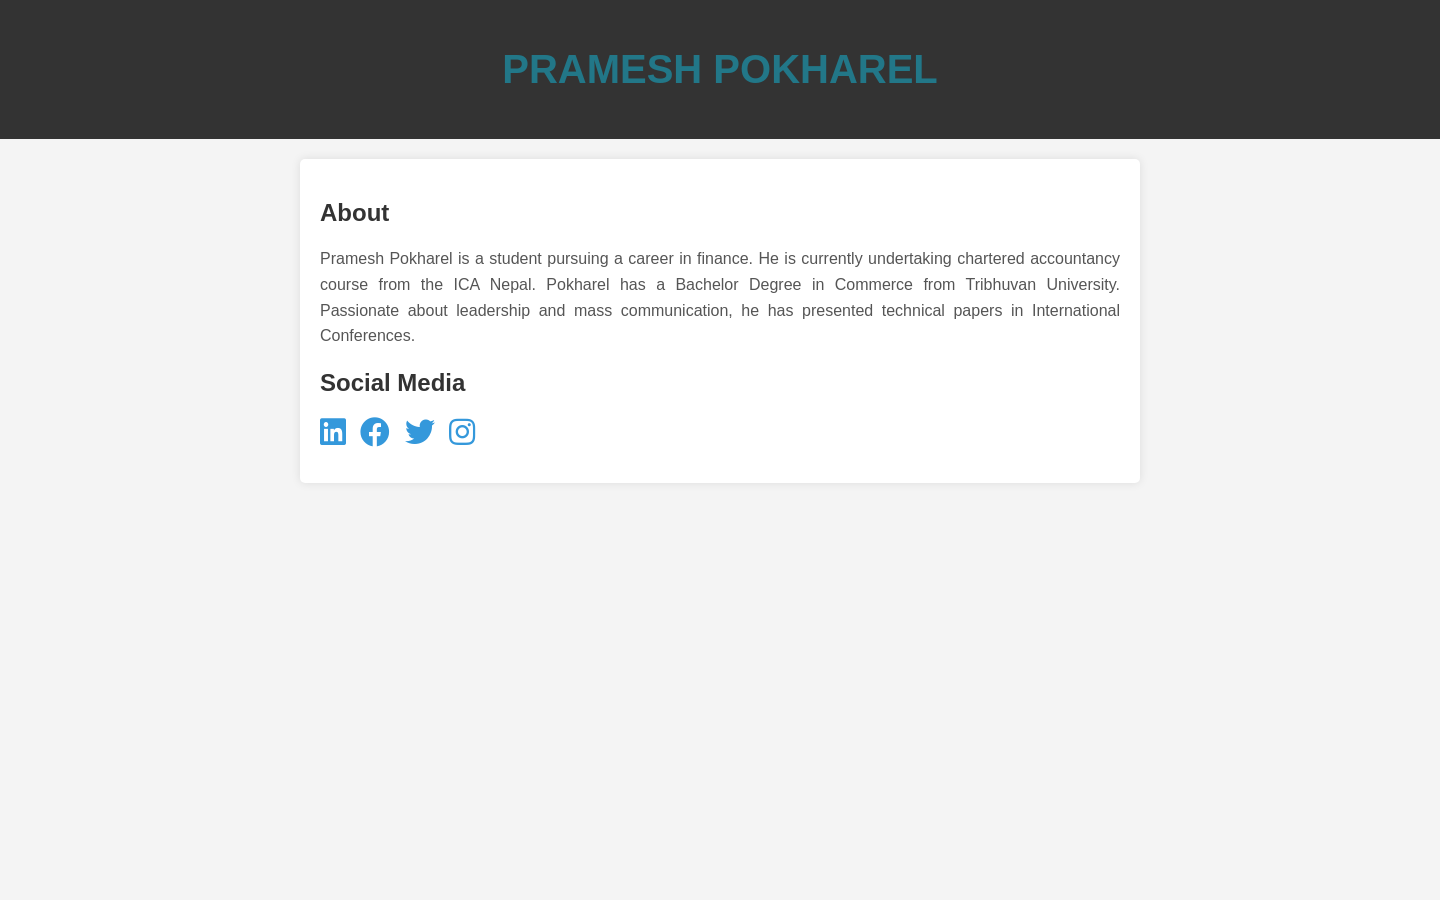 PRAMESH POKHAREL
About
Pramesh Pokharel is a student pursuing a career in finance. He is currently undertaking chartered accountancy
course from the ICA Nepal. Pokharel has a Bachelor Degree in Commerce from Tribhuvan University.
Passionate about leadership and mass communication, he has presented technical papers in International
Conferences.
Social Media